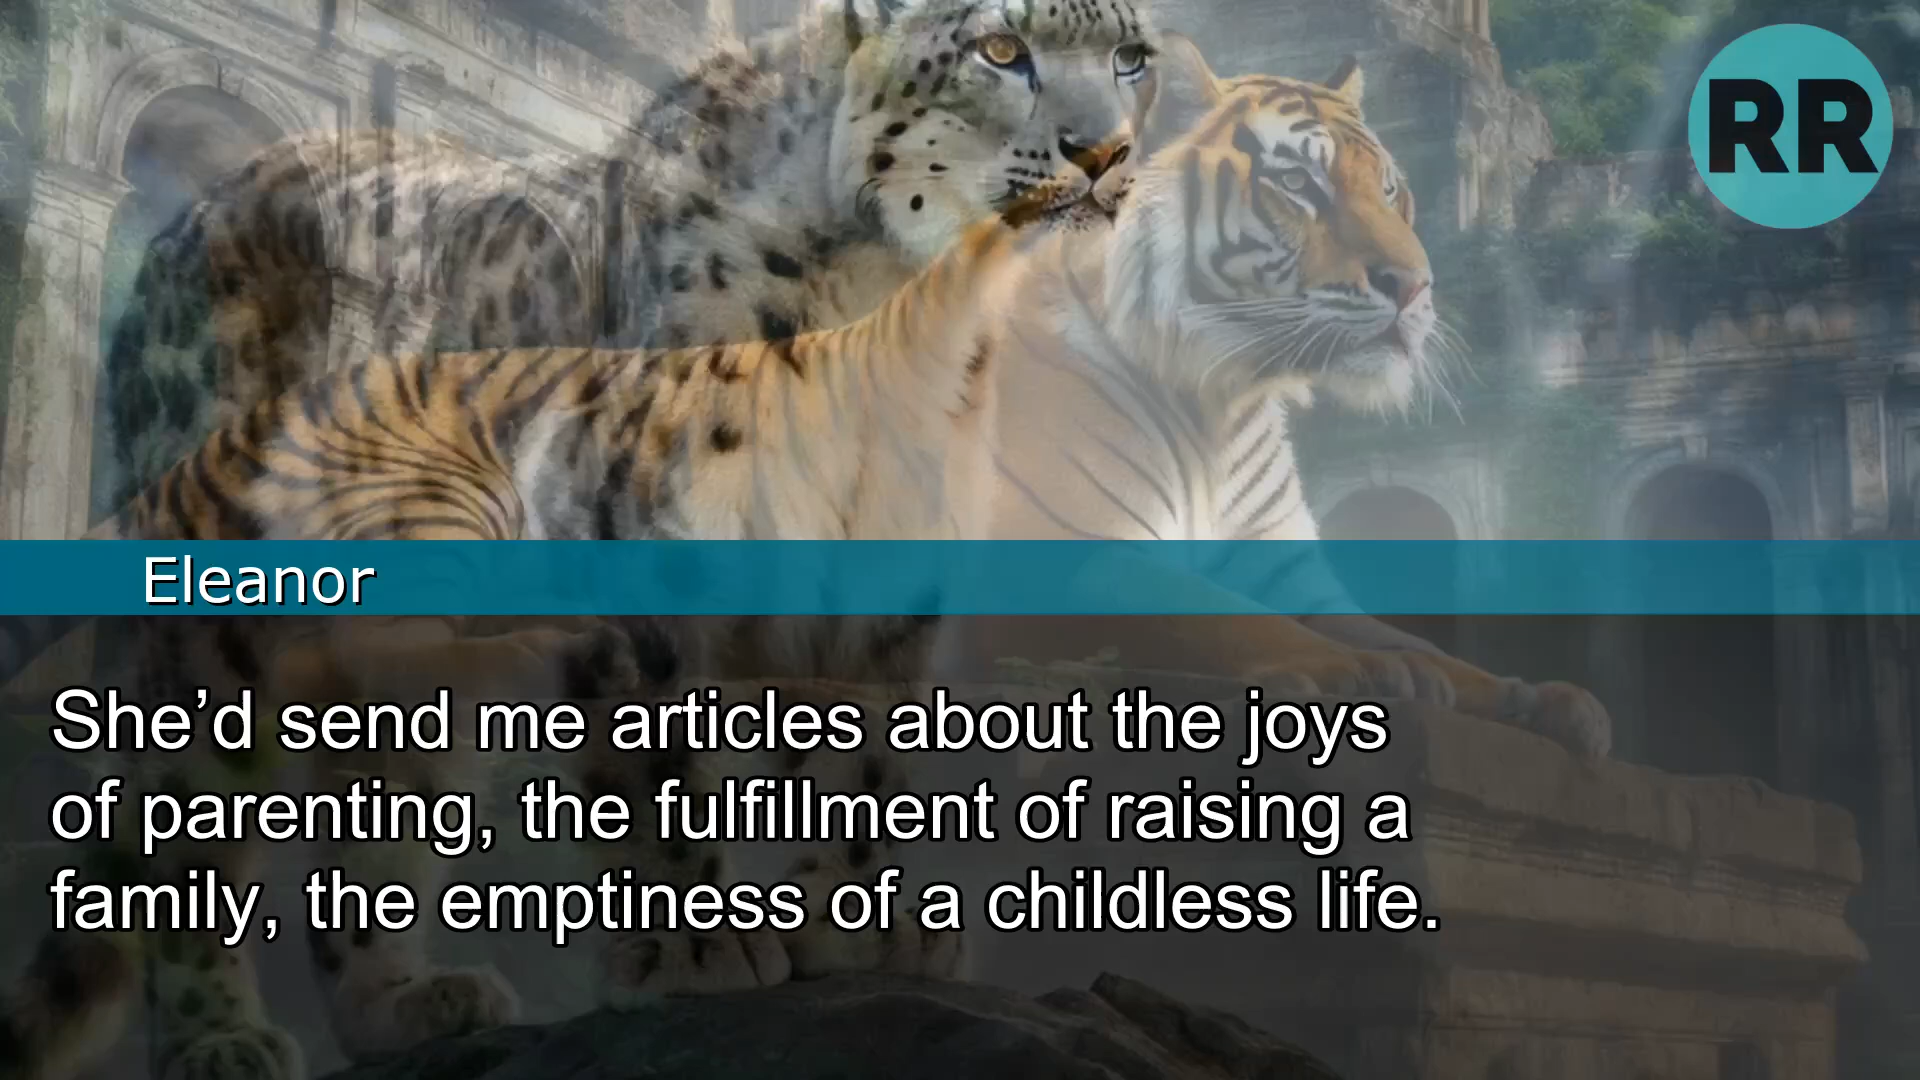 RR
Eleanor
She’d send me articles about the joys
of parenting, the fulfillment of raising a
family, the emptiness of a childless life.